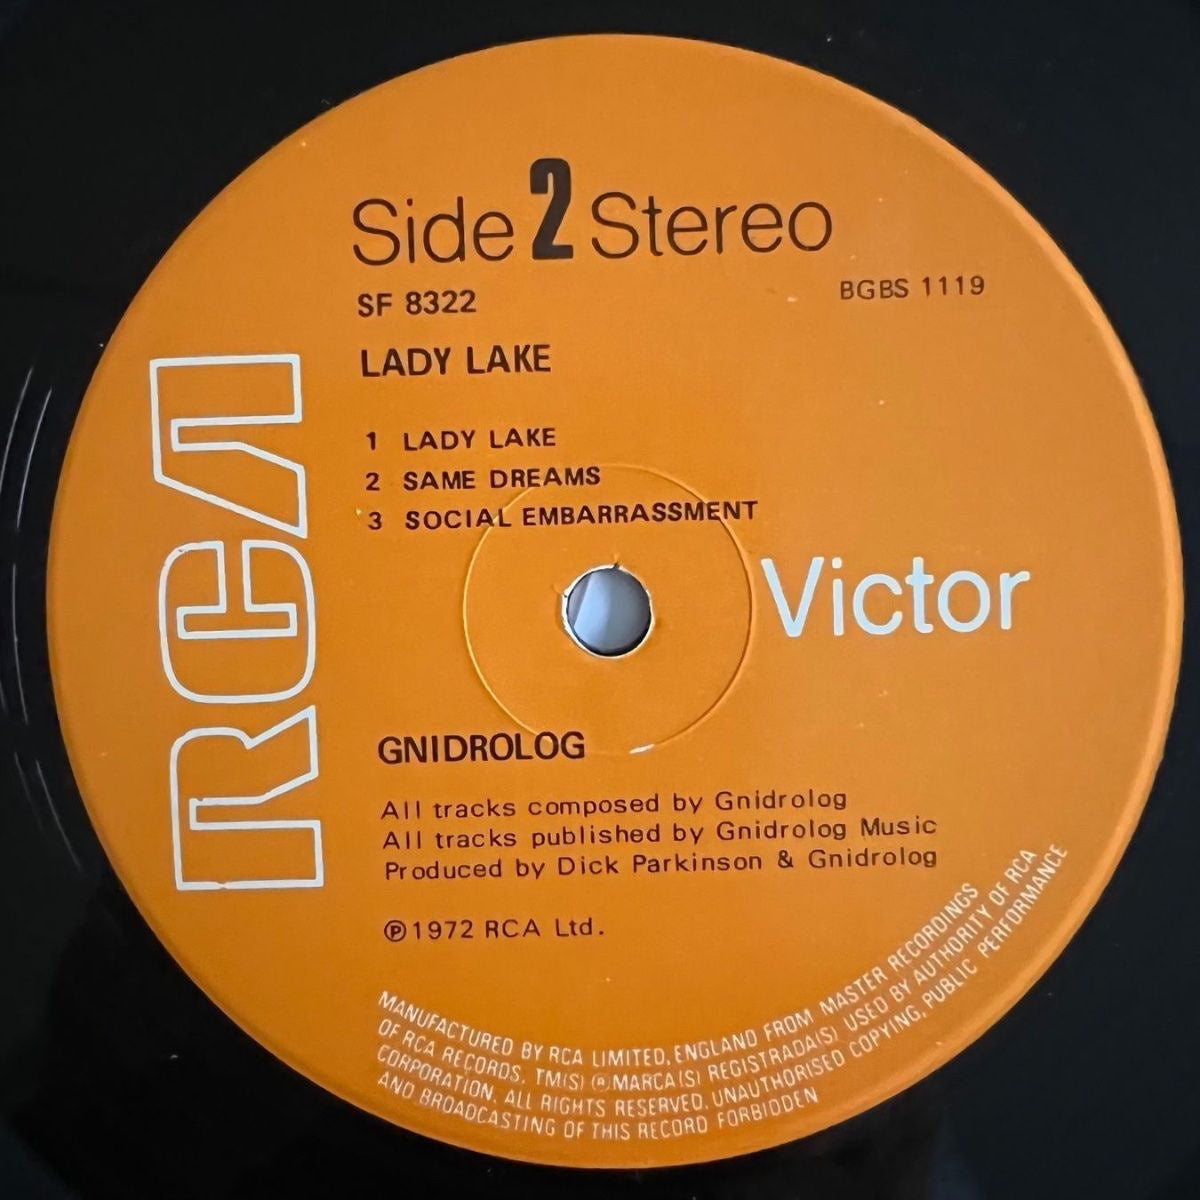 Side 2 Stereo
SF 8322
BGBS 1119
LADY LAKE
1 LADY LAKE
2 SAME DREAMS
3 SOCIAL EMBARRASSMENT
RCA
Victor
GNIDROLOG
All tracks composed by Gnidrolog
All tracks published by Gnidrolog Music
Produced by Dick Parkinson & Gnidrolog
℗1972 RCA Ltd.
MANUFACTURED BY RCA LIMITED, ENGLAND FROM MASTER RECORDINGS
OF RCA RECORDS. TM(S) ® MARCA(S) REGISTRADA(S) USED BY AUTHORITY OF RCA
CORPORATION. ALL RIGHTS RESERVED. UNAUTHORISED COPYING, PUBLIC PERFORMANCE
AND BROADCASTING OF THIS RECORD FORBIDDEN